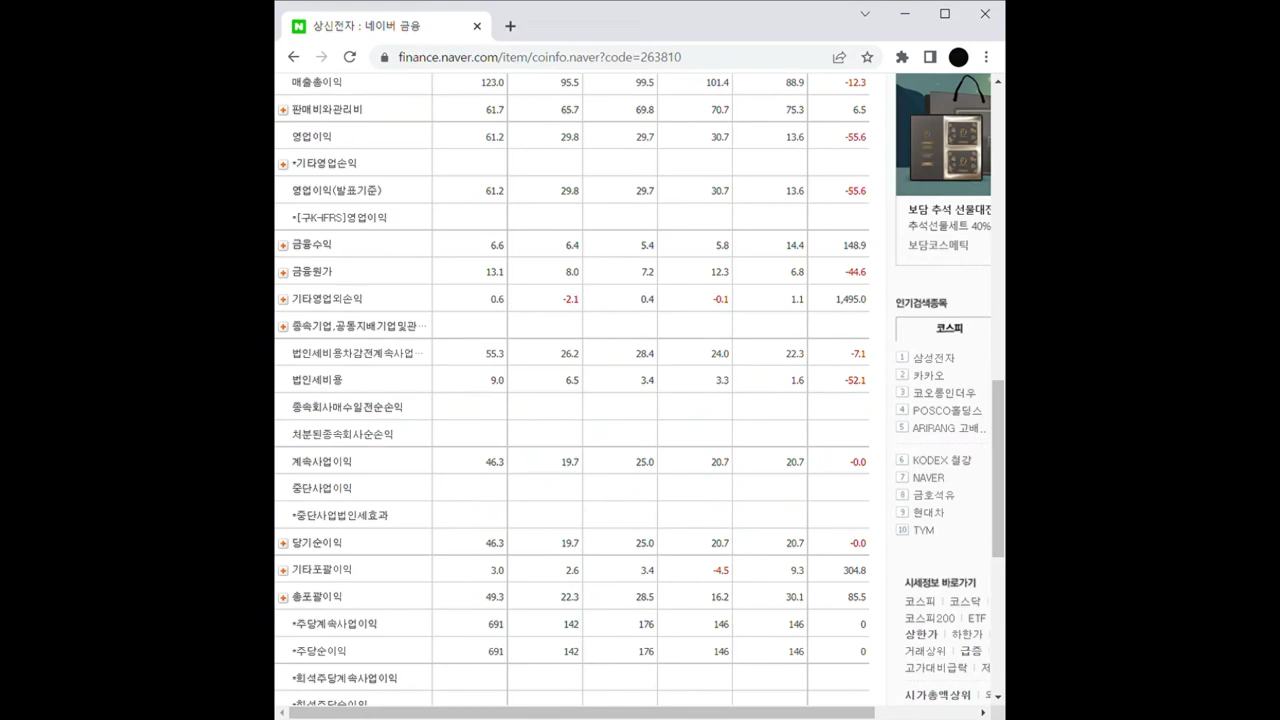 상신전자 : 네이버 금융
finance.naver.com/item/coinfo.naver?code=263810
매출총이익 123.0 95.5 99.5 101.4 88.9 -12.3
판매비와관리비 61.7 65.7 69.8 70.7 75.3 6.5
영업이익 61.2 29.8 29.7 30.7 13.6 -55.6
*기타영업손익
영업이익(발표기준) 61.2 29.8 29.7 30.7 13.6 -55.6
*[구K-IFRS]영업이익
금융수익 6.6 6.4 5.4 5.8 14.4 148.9
금융원가 13.1 8.0 7.2 12.3 6.8 -44.6
기타영업외손익 0.6 -2.1 0.4 -0.1 1.1 1,495.0
종속기업,공동지배기업및관…
법인세비용차감전계속사업… 55.3 26.2 28.4 24.0 22.3 -7.1
법인세비용 9.0 6.5 3.4 3.3 1.6 -52.1
종속회사매수일전순손익
처분된종속회사순손익
계속사업이익 46.3 19.7 25.0 20.7 20.7 -0.0
중단사업이익
*중단사업법인세효과
당기순이익 46.3 19.7 25.0 20.7 20.7 -0.0
기타포괄이익 3.0 2.6 3.4 -4.5 9.3 304.8
총포괄이익 49.3 22.3 28.5 16.2 30.1 85.5
*주당계속사업이익 691 142 176 146 146 0
*주당순이익 691 142 176 146 146 0
*희석주당계속사업이익
*희석주당순이익
보담 추석 선물대전
추석선물세트 40%
보담코스메틱
인기검색종목
코스피
1 삼성전자
2 카카오
3 코오롱인더우
4 POSCO홀딩스
5 ARIRANG 고배..
6 KODEX 철강
7 NAVER
8 금호석유
9 현대차
10 TYM
시세정보 바로가기
코스피 | 코스닥 |
코스피200 | ETF
상한가 | 하한가 |
거래상위 | 급증 |
고가대비급락 | 저
시가총액상위 |